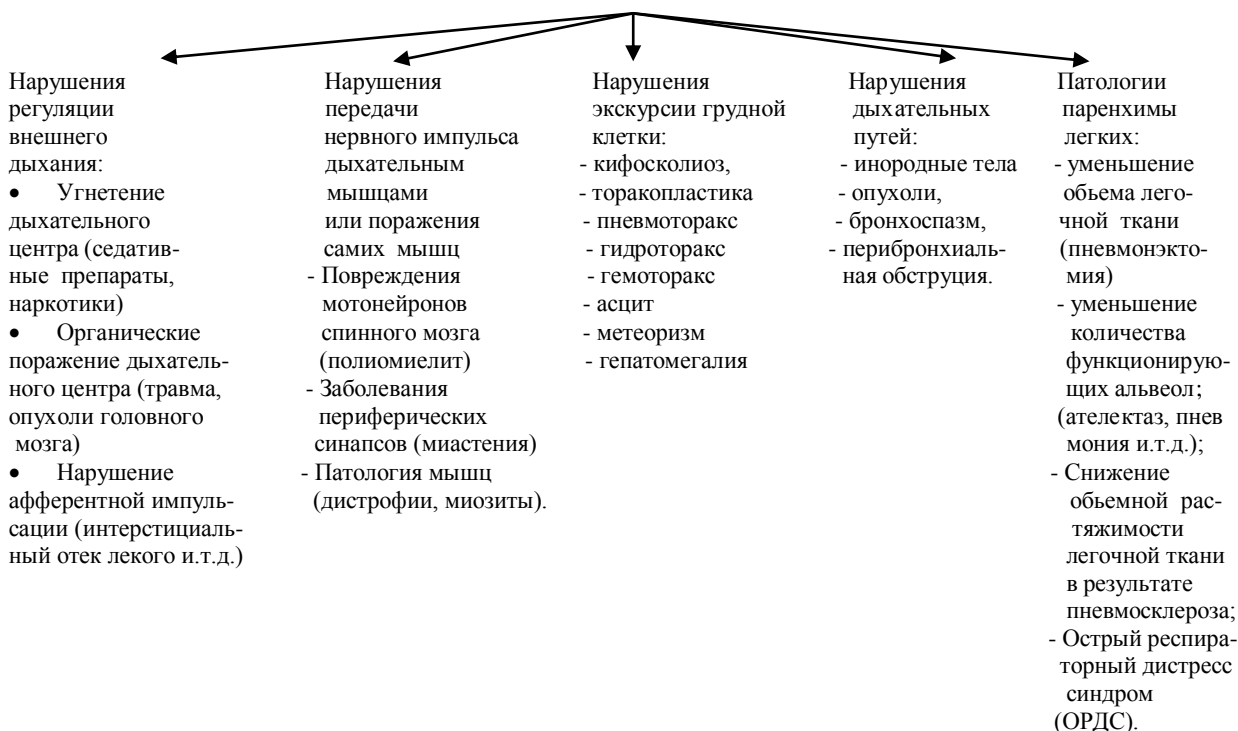 Нарушения
регуляции
внешнего
дыхания:
• Угнетение
дыхательного
центра (седатив-
ные препараты,
наркотики)
• Органические
поражение дыхатель-
ного центра (травма,
опухоли головного
мозга)
• Нарушение
афферентной импуль-
сации (интерстициаль-
ный отек лекого и.т.д.)
Нарушения
передачи
нервного импульса
дыхательным
мышцами
или поражения
самих мышц
- Повреждения
мотонейронов
спинного мозга
(полиомиелит)
- Заболевания
периферических
синапсов (миастения)
- Патология мышц
(дистрофии, миозиты).
Нарушения
экскурсии грудной
клетки:
- кифосколиоз,
- торакопластика
- пневмоторакс
- гидроторакс
- гемоторакс
- асцит
- метеоризм
- гепатомегалия
Нарушения
дыхательных
путей:
- инородные тела
- опухоли,
- бронхоспазм,
- перибронхиаль-
ная обструция.
Патологии
паренхимы
легких:
- уменьшение
обьема лего-
чной ткани
(пневмонэкто-
мия)
- уменьшение
количества
функционирую-
щих альвеол;
(ателектаз, пнев
мония и.т.д.);
- Снижение
обьемной рас-
тяжимости
легочной ткани
в результате
пневмосклероза;
- Острый респира-
торный дистресс
синдром
(ОРДС).